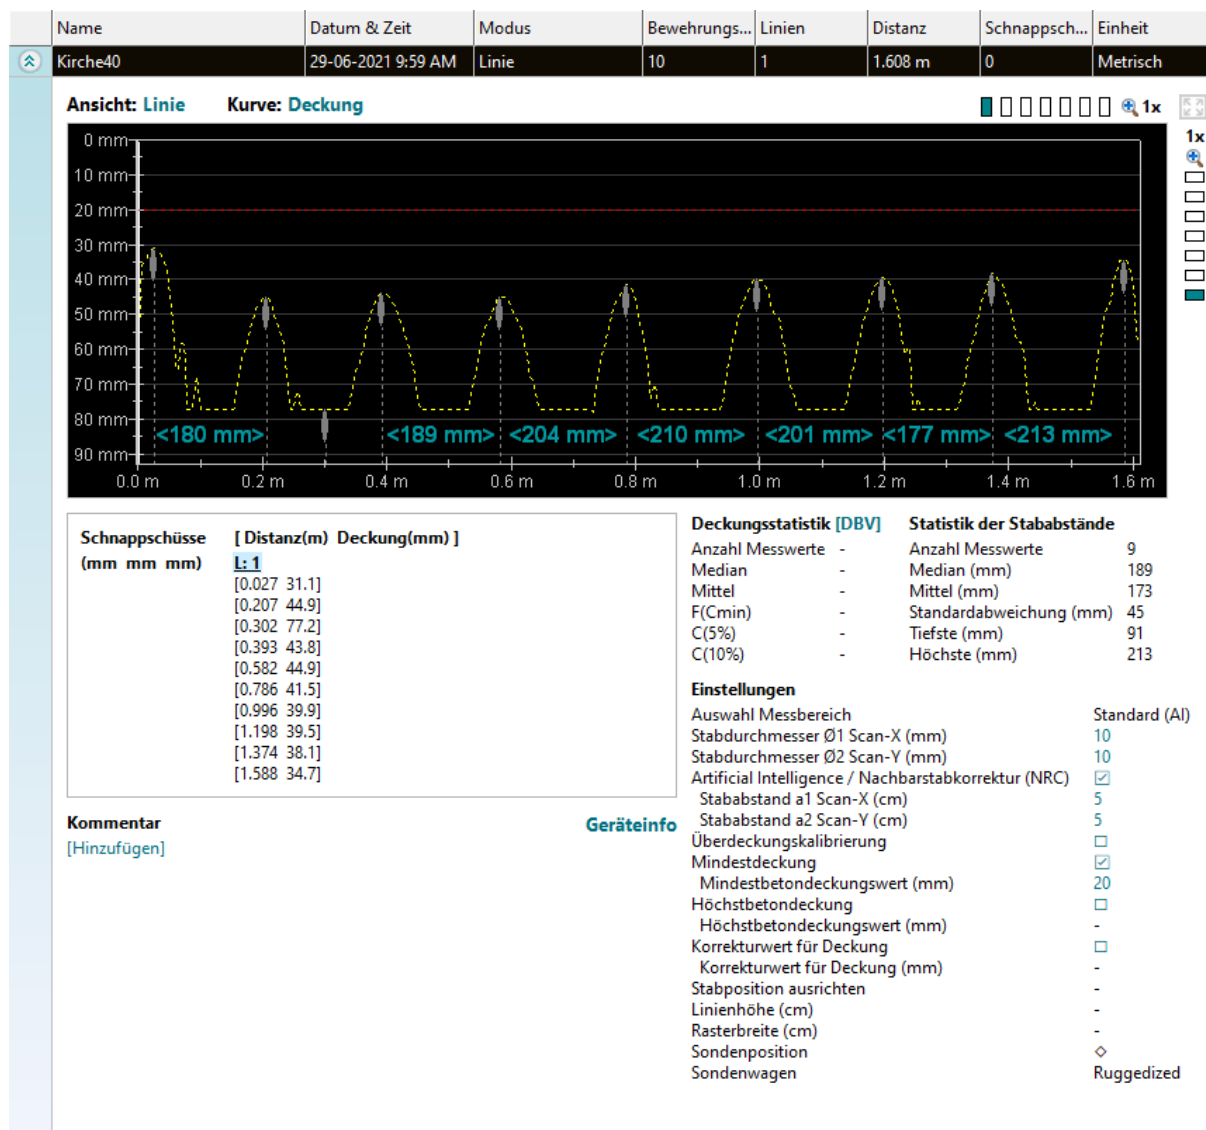 Name Datum & Zeit Modus Bewehrungs... Linien Distanz Schnappsch... Einheit
Kirche40 29-06-2021 9:59 AM Linie 10 1 1.608 m 0 Metrisch
Ansicht: Linie Kurve: Deckung 1x
1x
0 mm
10 mm
20 mm
30 mm
40 mm
50 mm
60 mm
70 mm
80 mm
90 mm
<180 mm> <189 mm> <204 mm> <210 mm> <201 mm> <177 mm> <213 mm>
0.0 m 0.2 m 0.4 m 0.6 m 0.8 m 1.0 m 1.2 m 1.4 m 1.6 m
Schnappschüsse [ Distanz(m) Deckung(mm) ]
(mm mm mm) L: 1
[0.027 31.1]
[0.207 44.9]
[0.302 77.2]
[0.393 43.8]
[0.582 44.9]
[0.786 41.5]
[0.996 39.9]
[1.198 39.5]
[1.374 38.1]
[1.588 34.7]
Kommentar Geräteinfo
[Hinzufügen]
Deckungsstatistik [DBV]
Anzahl Messwerte -
Median -
Mittel -
F(Cmin) -
C(5%) -
C(10%) -
Statistik der Stababstände
Anzahl Messwerte 9
Median (mm) 189
Mittel (mm) 173
Standardabweichung (mm) 45
Tiefste (mm) 91
Höchste (mm) 213
Einstellungen
Auswahl Messbereich Standard (AI)
Stabdurchmesser Ø1 Scan-X (mm) 10
Stabdurchmesser Ø2 Scan-Y (mm) 10
Artificial Intelligence / Nachbarstabkorrektur (NRC)
Stababstand a1 Scan-X (cm) 5
Stababstand a2 Scan-Y (cm) 5
Überdeckungskalibrierung
Mindestdeckung
Mindestbetondeckungswert (mm) 20
Höchstbetondeckung
Höchstbetondeckungswert (mm) -
Korrekturwert für Deckung
Korrekturwert für Deckung (mm) -
Stabposition ausrichten -
Linienhöhe (cm) -
Rasterbreite (cm) -
Sondenposition
Sondenwagen Ruggedized